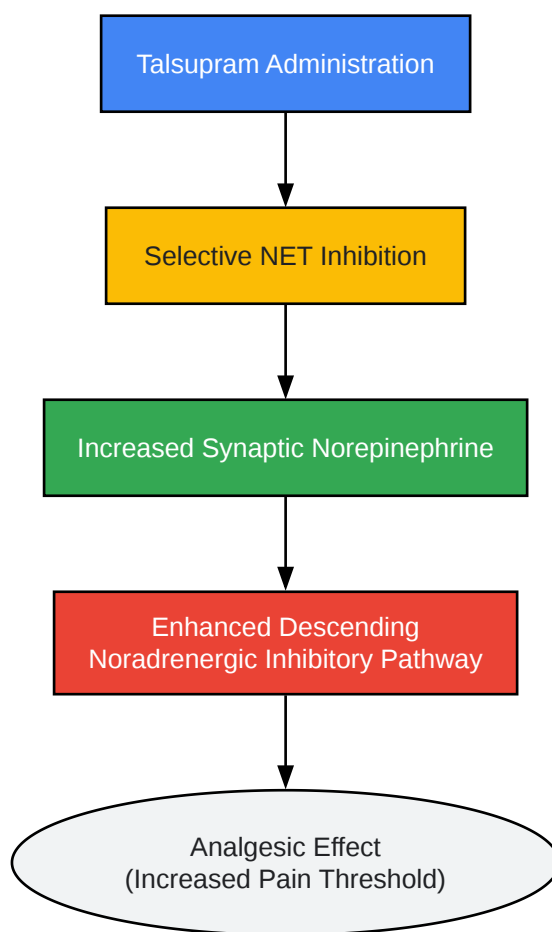 Talsupram Administration
Selective NET Inhibition
Increased Synaptic Norepinephrine
Enhanced Descending
Noradrenergic Inhibitory Pathway
Analgesic Effect
(Increased Pain Threshold)